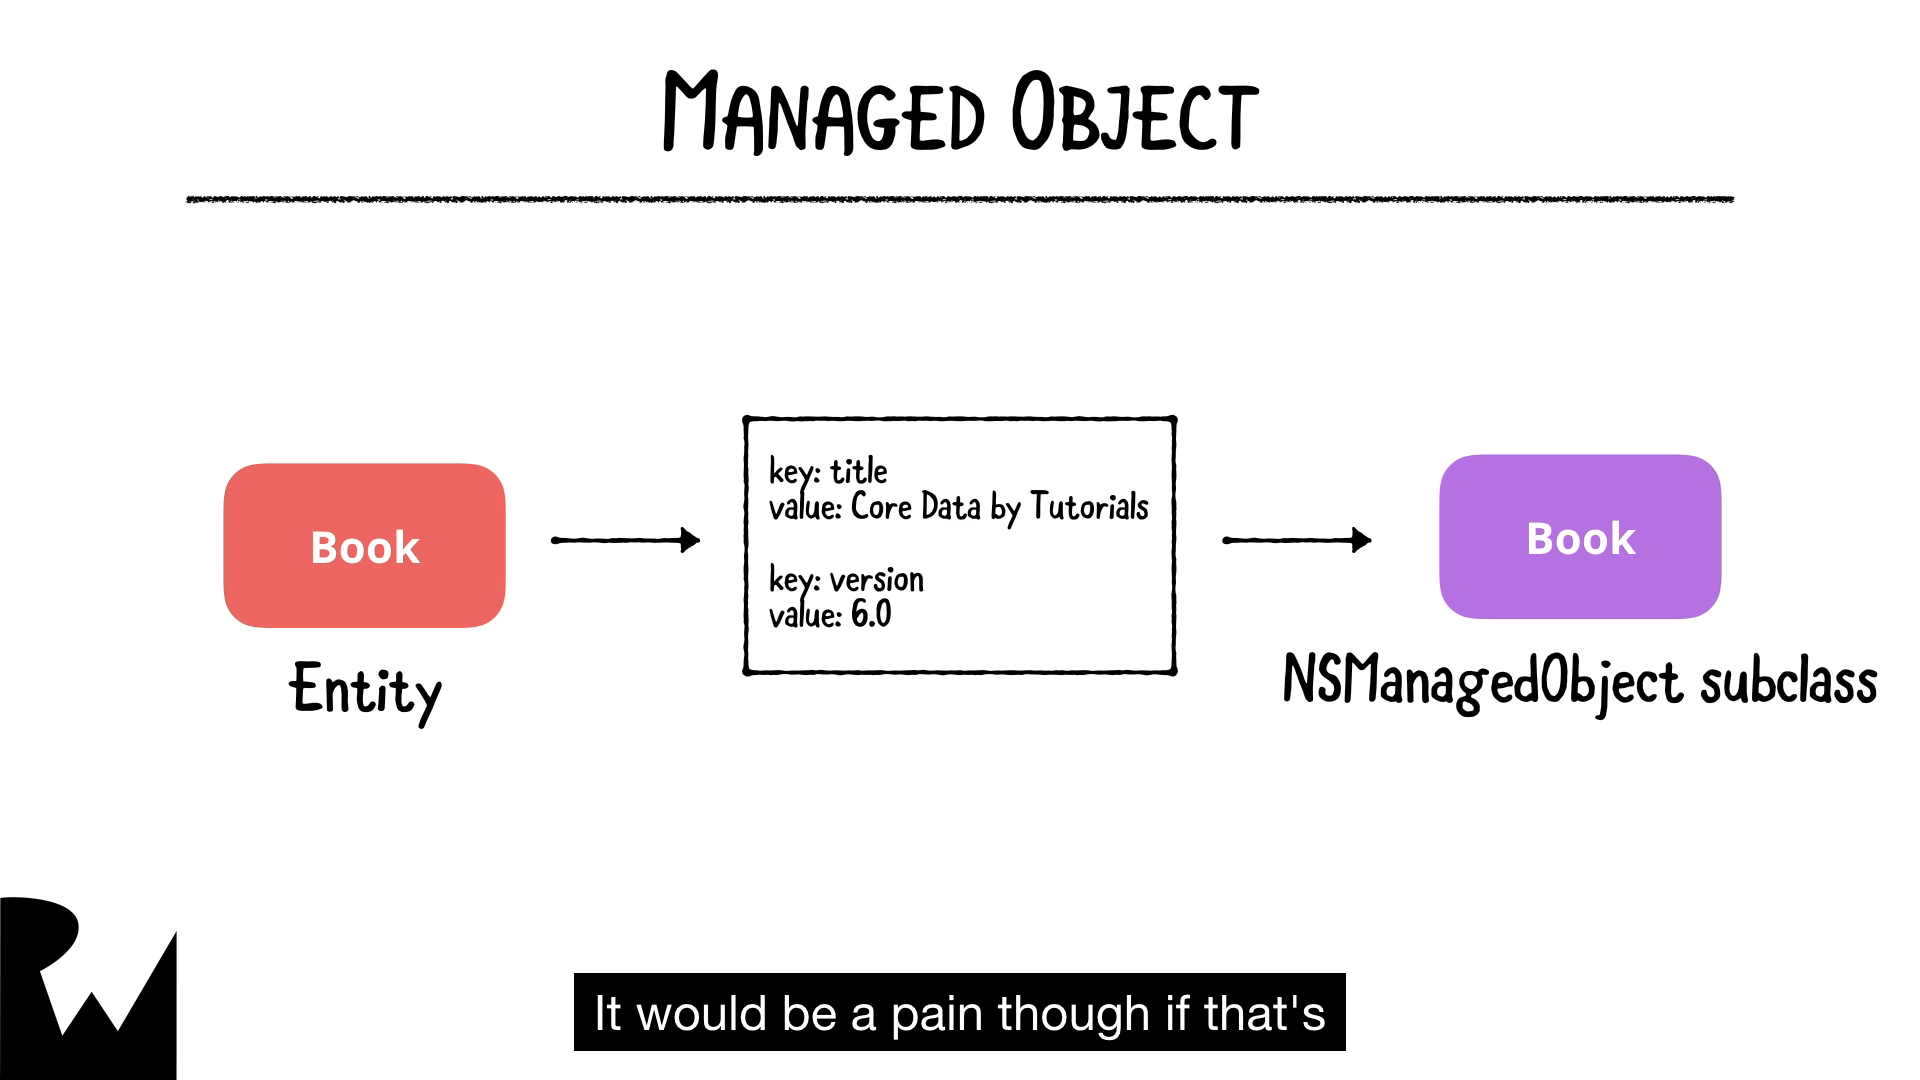 MANAGED OBJECT
key: title
value: Core Data by Tutorials
key: version
value: 6.0
Book
Entity
Book
NSManagedObject subclass
RW
It would be a pain though if that's